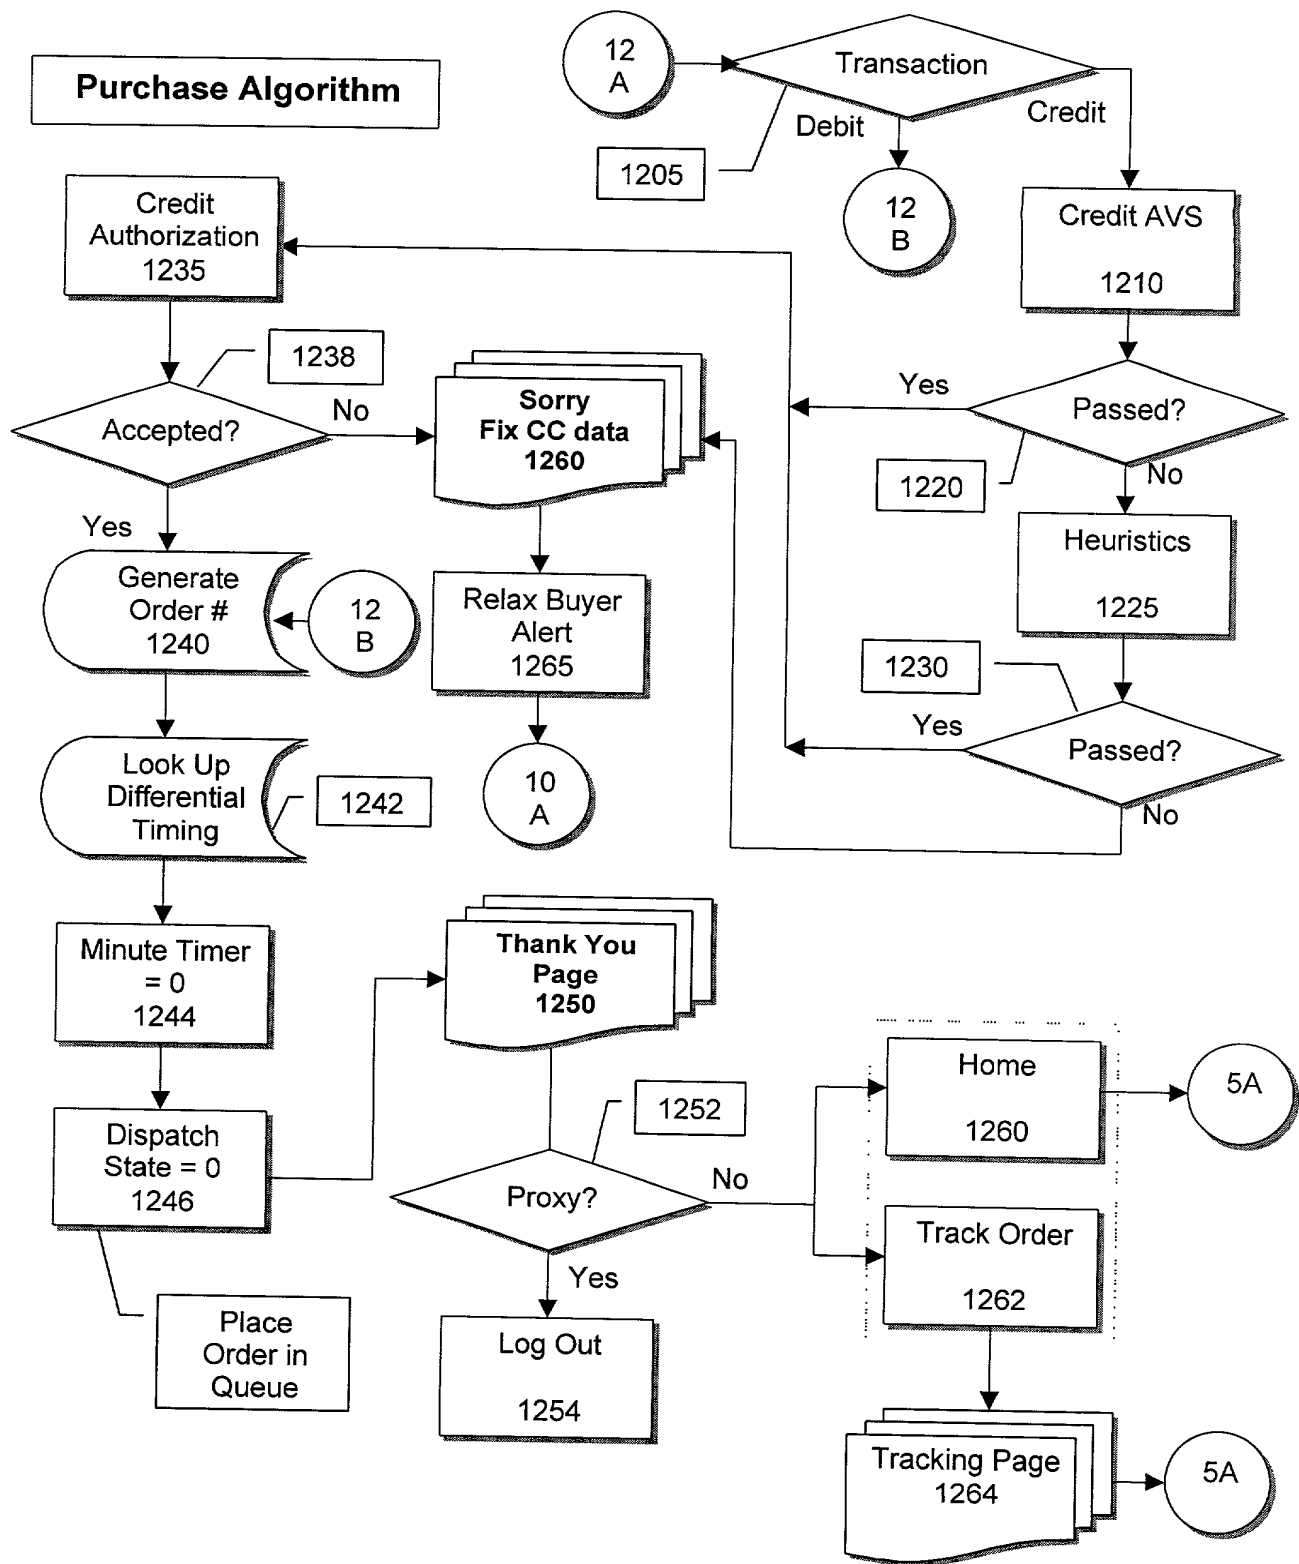 Purchase Algorithm
12
A
Transaction
Debit
Credit
1205
12
B
Credit AVS
1210
Credit
Authorization
1235
1238
Accepted?
No
Yes
Sorry
Fix CC data
1260
Yes
Passed?
1220
No
Heuristics
1225
Generate
Order #
1240
12
B
Relax Buyer
Alert
1265
1230
Yes
Passed?
No
Look Up
Differential
Timing
1242
10
A
Minute Timer
= 0
1244
Thank You
Page
1250
Dispatch
State = 0
1246
1252
Proxy?
No
Yes
Home
1260
5A
Track Order
1262
Place
Order in
Queue
Log Out
1254
Tracking Page
1264
5A